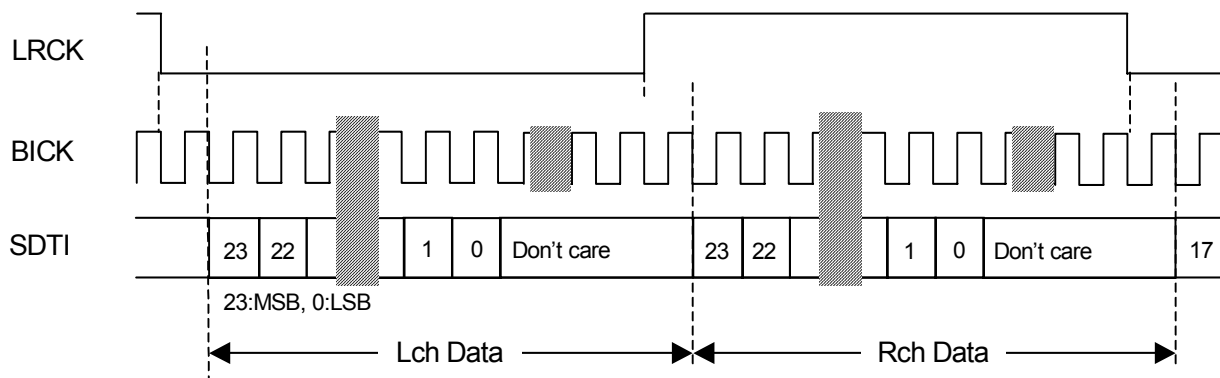 LRCK
BICK
SDTI
23 22 1 0 Don't care 23 22 1 0 Don't care 17
23:MSB, 0:LSB
Lch Data Rch Data